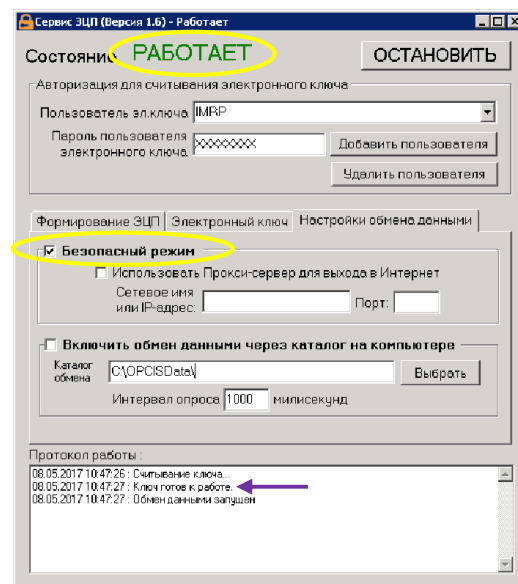 Сервис ЭЦП (Версия 1.6) - Работает
Состояние РАБОТАЕТ ОСТАНОВИТЬ
Авторизация для считывания электронного ключа
Пользователь эл.ключа IMRP
Пароль пользователя
электронного ключа XXXXXXXX Добавить пользователя
Удалить пользователя
Формирование ЭЦП Электронный ключ Настройки обмена данными
Безопасный режим
Использовать Прокси-сервер для выхода в Интернет
Сетевое имя
или IP-адрес: Порт:
Включить обмен данными через каталог на компьютере
Каталог
обмена C:\OPCISData\ Выбрать
Интервал опроса 1000 милисекунд
Протокол работы :
08.05.2017 10:47:26 : Считывание ключа...
08.05.2017 10:47:27 : Ключ готов к работе.
08.05.2017 10:47:27 : Обмен данными запущен